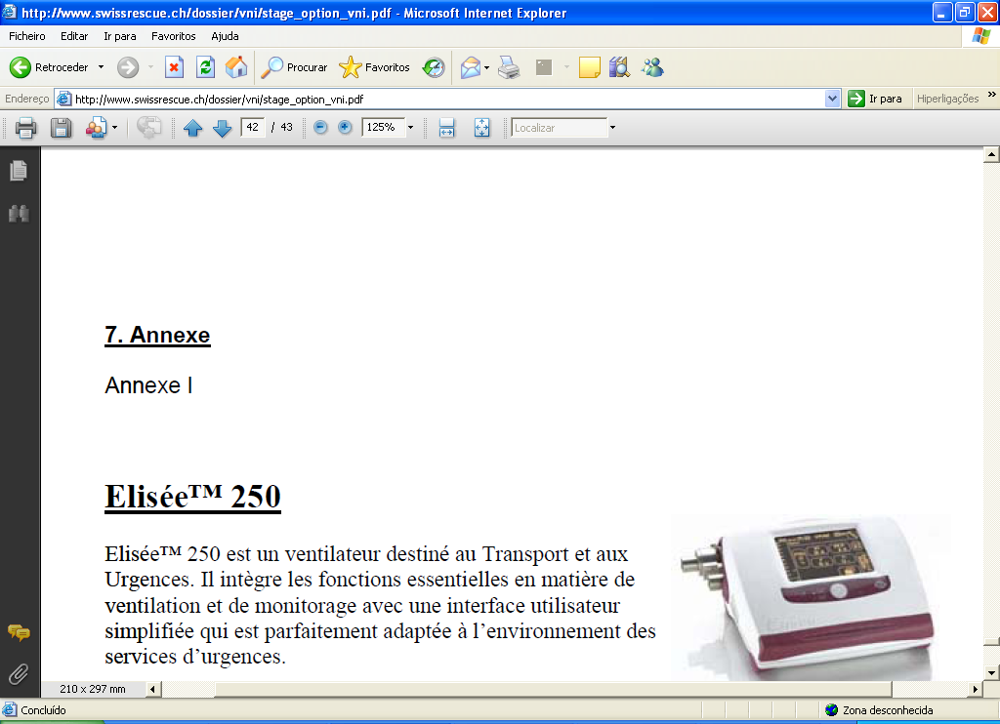 http://www.swissrescue.ch/dossier/vni/stage_option_vni.pdf - Microsoft Internet Explorer
Ficheiro Editar Ir para Favoritos Ajuda
Retroceder Procurar Favoritos
Endereço http://www.swissrescue.ch/dossier/vni/stage_option_vni.pdf Ir para Hiperligações »
42 / 43 125% Localizar
7. Annexe
Annexe I
Elisée™ 250
Elisée™ 250 est un ventilateur destiné au Transport et aux
Urgences. Il intègre les fonctions essentielles en matière de
ventilation et de monitorage avec une interface utilisateur
simplifiée qui est parfaitement adaptée à l’environnement des
services d’urgences.
210 x 297 mm
Concluído Zona desconhecida